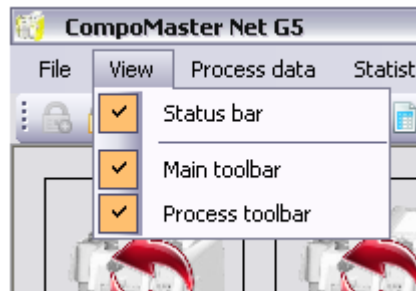 CompoMaster Net G5
File View Process data Statist
Status bar
Main toolbar
Process toolbar